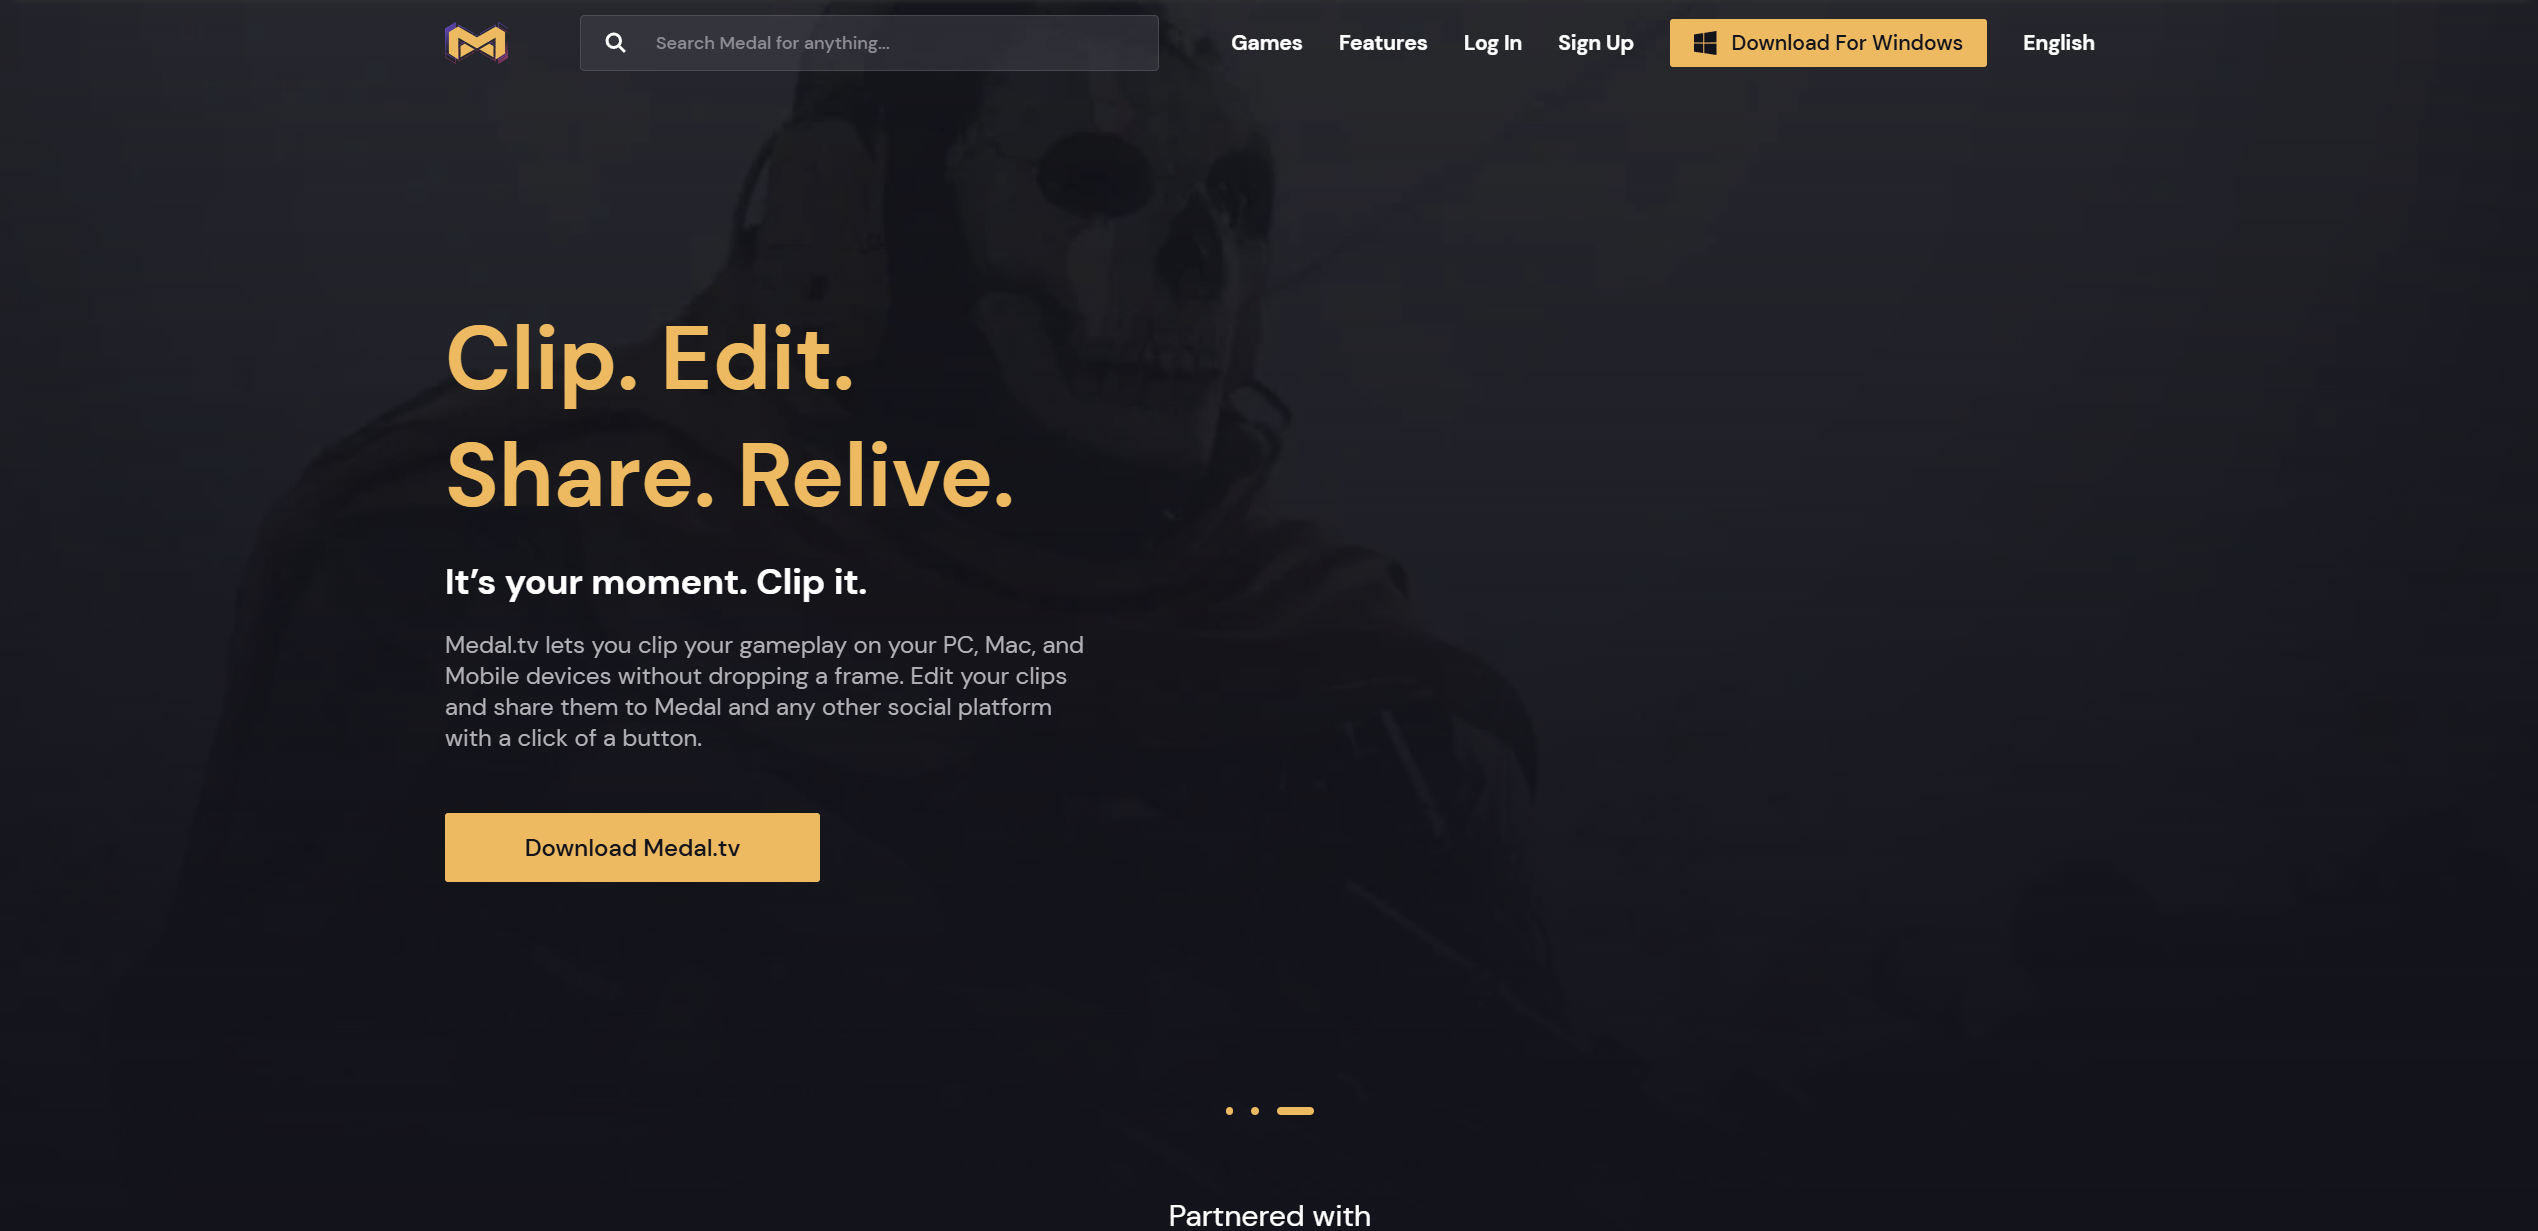 Search Medal for anything...
Games
Features
Log In
Sign Up
Download For Windows
English
Clip. Edit.
Share. Relive.
It’s your moment. Clip it.
Medal.tv lets you clip your gameplay on your PC, Mac, and
Mobile devices without dropping a frame. Edit your clips
and share them to Medal and any other social platform
with a click of a button.
Download Medal.tv
Partnered with